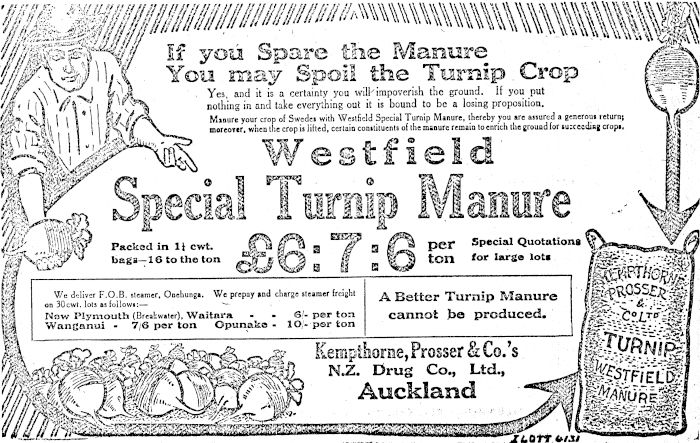 If you Spare the Manure
You may Spoil the Turnip Crop
Yes, and it is a certainty you will impoverish the ground. If you put
nothing in and take everything out it is bound to be a losing proposition.
Manure your crop of Swedes with Westfield Special Turnip Manure, thereby you are assured a generous return;
moreover, when the crop is lifted, certain constituents of the manure remain to enrich the ground for succeeding crops.
Westfield
Special Turnip Manure
Packed in 1¼ cwt.
bags—16 to the ton
£6:7:6 per
ton
Special Quotations
for large lots
We deliver F.O.B. steamer, Onehunga. We prepay and charge steamer freight
on 30cwt. lots as follows:—
New Plymouth (Breakwater), Waitara - - 6/- per ton
Wanganui - 7/6 per ton Opunake - 10/- per ton
A Better Turnip Manure
cannot be produced.
Kempthorne, Prosser & Co.'s
N.Z. Drug Co., Ltd.,
Auckland
KEMPTHORNE
PROSSER
&
CO LTD
TURNIP
WESTFIELD
MANURE
ILOTT 6131